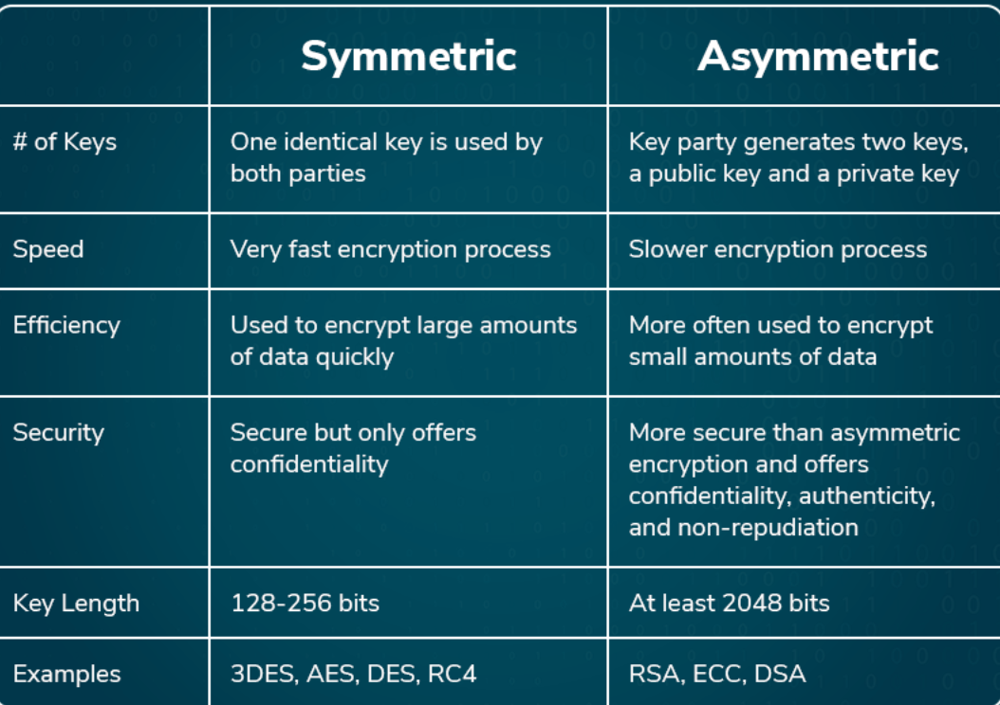 Symmetric
Asymmetric
# of Keys
One identical key is used by
both parties
Key party generates two keys,
a public key and a private key
Speed
Very fast encryption process
Slower encryption process
Efficiency
Used to encrypt large amounts
of data quickly
More often used to encrypt
small amounts of data
Security
Secure but only offers
confidentiality
More secure than asymmetric
encryption and offers
confidentiality, authenticity,
and non-repudiation
Key Length
128-256 bits
At least 2048 bits
Examples
3DES, AES, DES, RC4
RSA, ECC, DSA